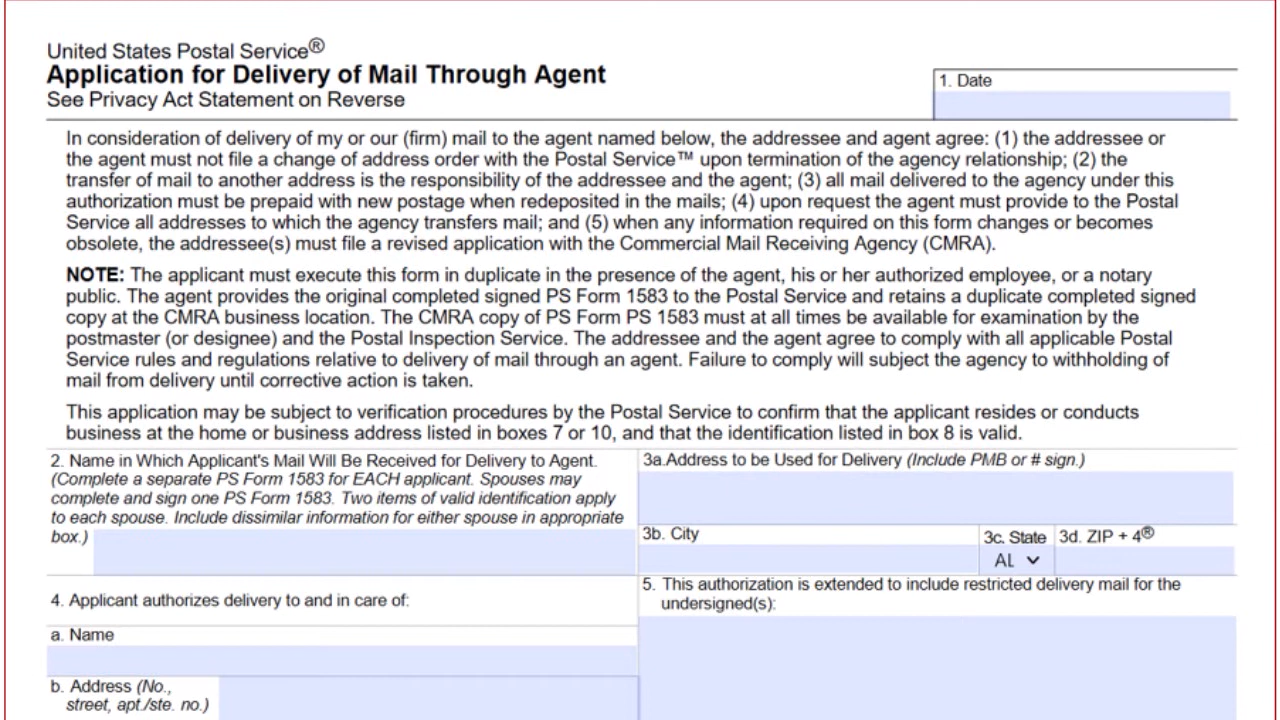 United States Postal Service®
Application for Delivery of Mail Through Agent
See Privacy Act Statement on Reverse
1. Date
In consideration of delivery of my or our (firm) mail to the agent named below, the addressee and agent agree: (1) the addressee or
the agent must not file a change of address order with the Postal Service™ upon termination of the agency relationship; (2) the
transfer of mail to another address is the responsibility of the addressee and the agent; (3) all mail delivered to the agency under this
authorization must be prepaid with new postage when redeposited in the mails; (4) upon request the agent must provide to the Postal
Service all addresses to which the agency transfers mail; and (5) when any information required on this form changes or becomes
obsolete, the addressee(s) must file a revised application with the Commercial Mail Receiving Agency (CMRA).
NOTE: The applicant must execute this form in duplicate in the presence of the agent, his or her authorized employee, or a notary
public. The agent provides the original completed signed PS Form 1583 to the Postal Service and retains a duplicate completed signed
copy at the CMRA business location. The CMRA copy of PS Form PS 1583 must at all times be available for examination by the
postmaster (or designee) and the Postal Inspection Service. The addressee and the agent agree to comply with all applicable Postal
Service rules and regulations relative to delivery of mail through an agent. Failure to comply will subject the agency to withholding of
mail from delivery until corrective action is taken.
This application may be subject to verification procedures by the Postal Service to confirm that the applicant resides or conducts
business at the home or business address listed in boxes 7 or 10, and that the identification listed in box 8 is valid.
2. Name in Which Applicant's Mail Will Be Received for Delivery to Agent.
(Complete a separate PS Form 1583 for EACH applicant. Spouses may
complete and sign one PS Form 1583. Two items of valid identification apply
to each spouse. Include dissimilar information for either spouse in appropriate
box.)
3a.Address to be Used for Delivery (Include PMB or # sign.)
3b. City
3c. State
AL
3d. ZIP + 4®
4. Applicant authorizes delivery to and in care of:
a. Name
b. Address (No.,
street, apt./ste. no.)
5. This authorization is extended to include restricted delivery mail for the
undersigned(s):